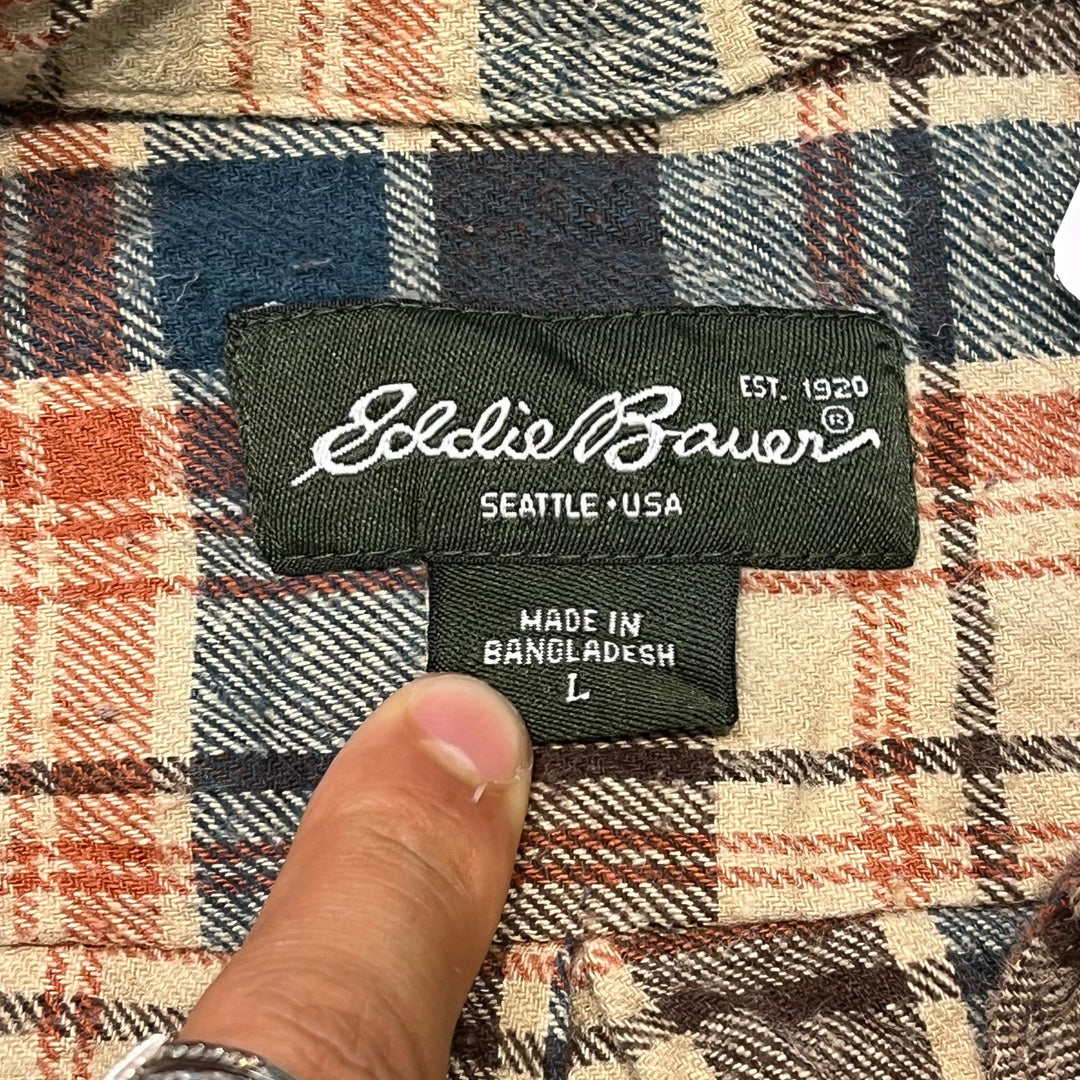 EST. 1920
Eddie Bauer®
SEATTLE • USA
MADE IN
BANGLADESH
L